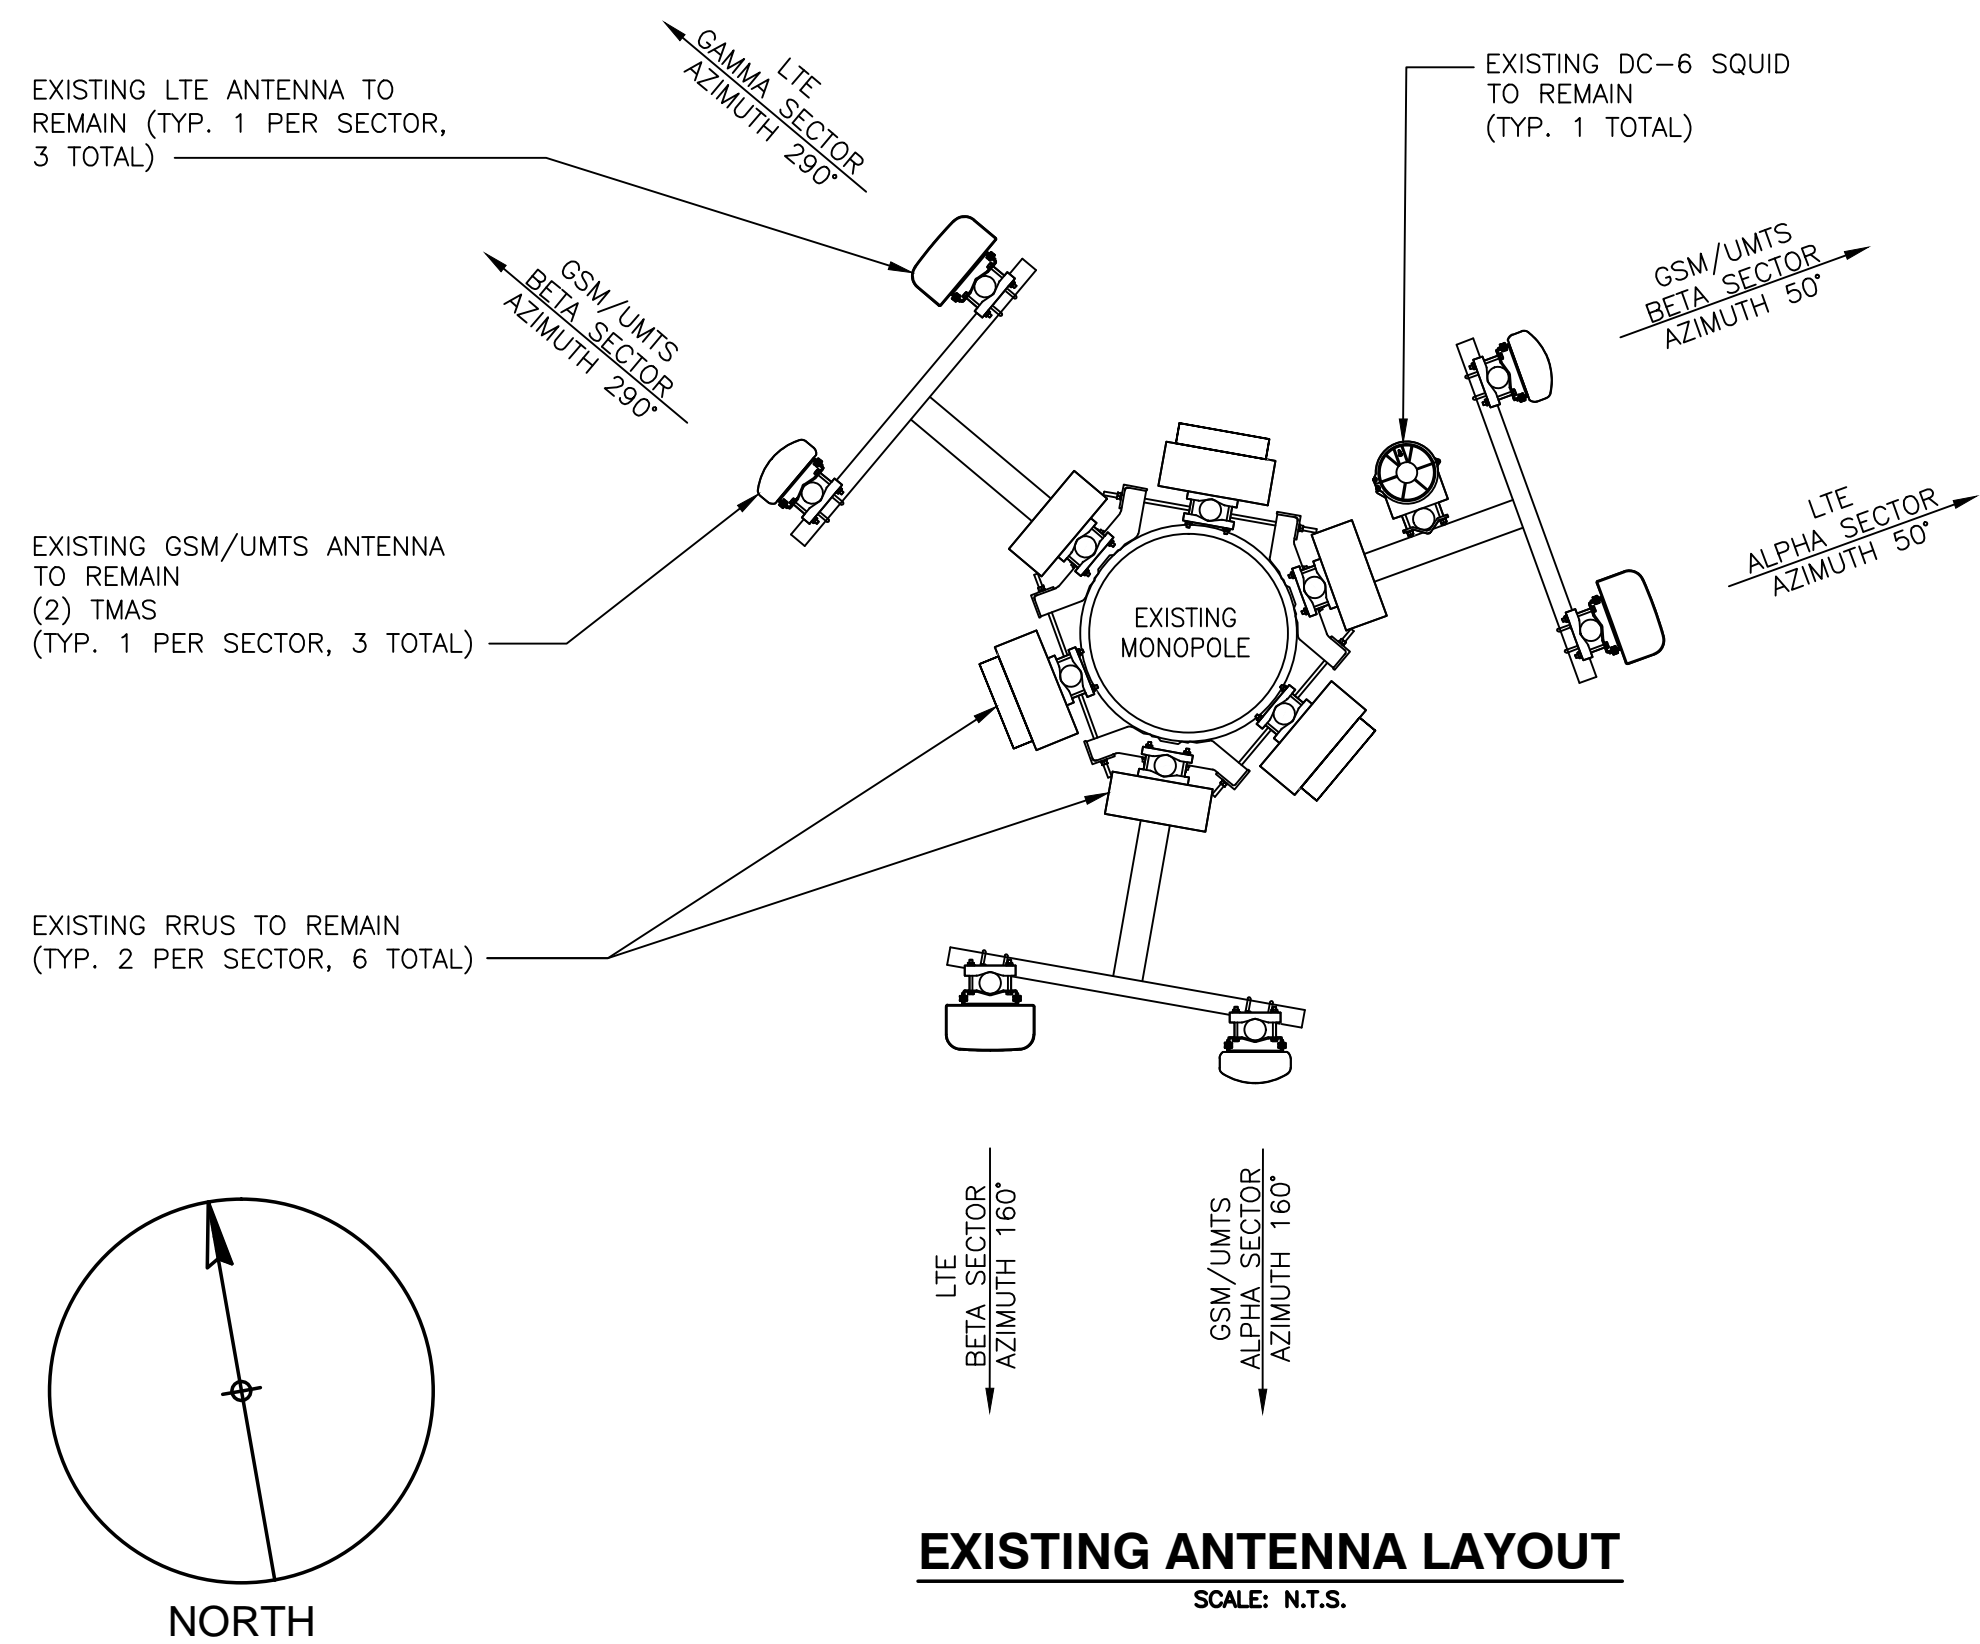 EXISTING LTE ANTENNA TO
REMAIN (TYP. 1 PER SECTOR,
3 TOTAL)
LTE
GAMMA SECTOR
AZIMUTH 290°
EXISTING DC-6 SQUID
TO REMAIN
(TYP. 1 TOTAL)
GSM/UMTS
BETA SECTOR
AZIMUTH 290°
GSM/UMTS
BETA SECTOR
AZIMUTH 50°
LTE
ALPHA SECTOR
AZIMUTH 50°
EXISTING GSM/UMTS ANTENNA
TO REMAIN
(2) TMAS
(TYP. 1 PER SECTOR, 3 TOTAL)
EXISTING
MONOPOLE
EXISTING RRUS TO REMAIN
(TYP. 2 PER SECTOR, 6 TOTAL)
LTE
BETA SECTOR
AZIMUTH 160°
GSM/UMTS
ALPHA SECTOR
AZIMUTH 160°
NORTH
EXISTING ANTENNA LAYOUT
SCALE: N.T.S.